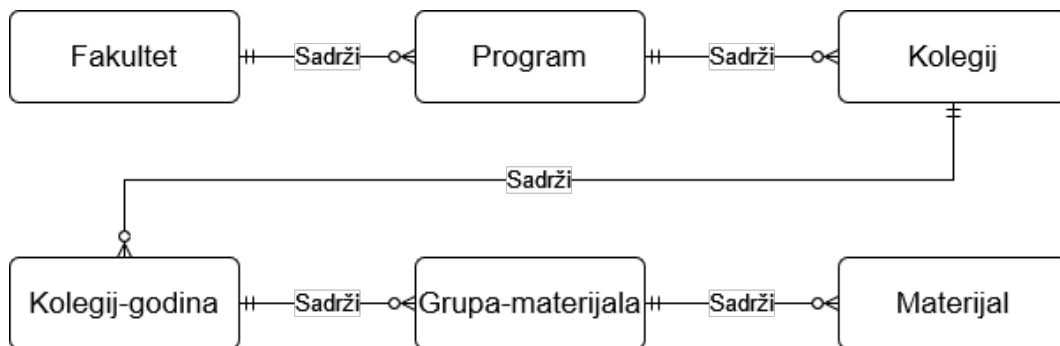 Fakultet
Sadrži
Program
Sadrži
Kolegij
Sadrži
Kolegij-godina
Sadrži
Grupa-materijala
Sadrži
Materijal